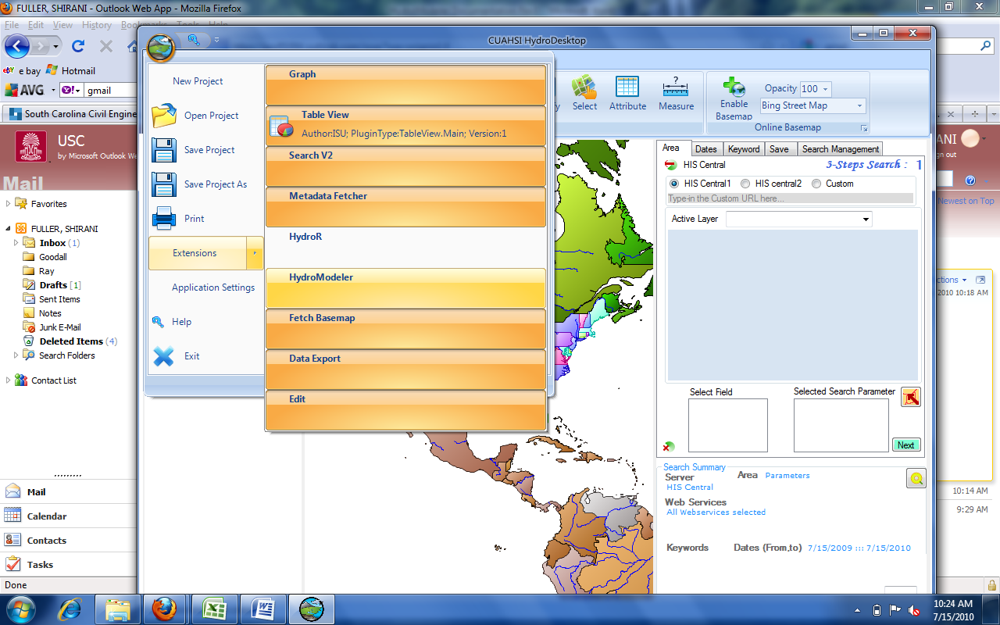 FULLER, SHIRANI - Outlook Web App - Mozilla Firefox
File Edit View History Bookmarks Tools Help
CUAHSI HydroDesktop
e bay Hotmail
AVG
gmail
South Carolina Civil Engine
USC
by Microsoft Outlook We
Mail
Favorites
FULLER, SHIRANI
Inbox (1)
Goodall
Ray
Drafts [1]
Sent Items
Notes
Junk E-Mail
Deleted Items (4)
Search Folders
Contact List
Mail
Calendar
Contacts
Tasks
Done
New Project
Open Project
Save Project
Save Project As
Print
Extensions
Application Settings
Help
Exit
Graph
Table View
Author:ISU; PluginType:TableView.Main; Version:1
Search V2
Metadata Fetcher
HydroR
HydroModeler
Fetch Basemap
Data Export
Edit
Select
Attribute
?
Measure
Enable
Basemap
Opacity 100
Bing Street Map
Online Basemap
Area Dates Keyword Save Search Management
HIS Central
3-Steps Search : 1
HIS Central1 HIS central2 Custom
Type-in the Custom URL here...
Active Layer
Select Field
Selected Search Parameter
Next
Search Summary
Server
HIS Central
Area Parameters
Web Services
All Webservices selected
Keywords
Dates (From,to) 7/15/2009 ::: 7/15/2010
ANI
gn out
Newest on Top
ctions
2010 10:18 AM
10:14 AM
9:29 AM
10:24 AM
7/15/2010